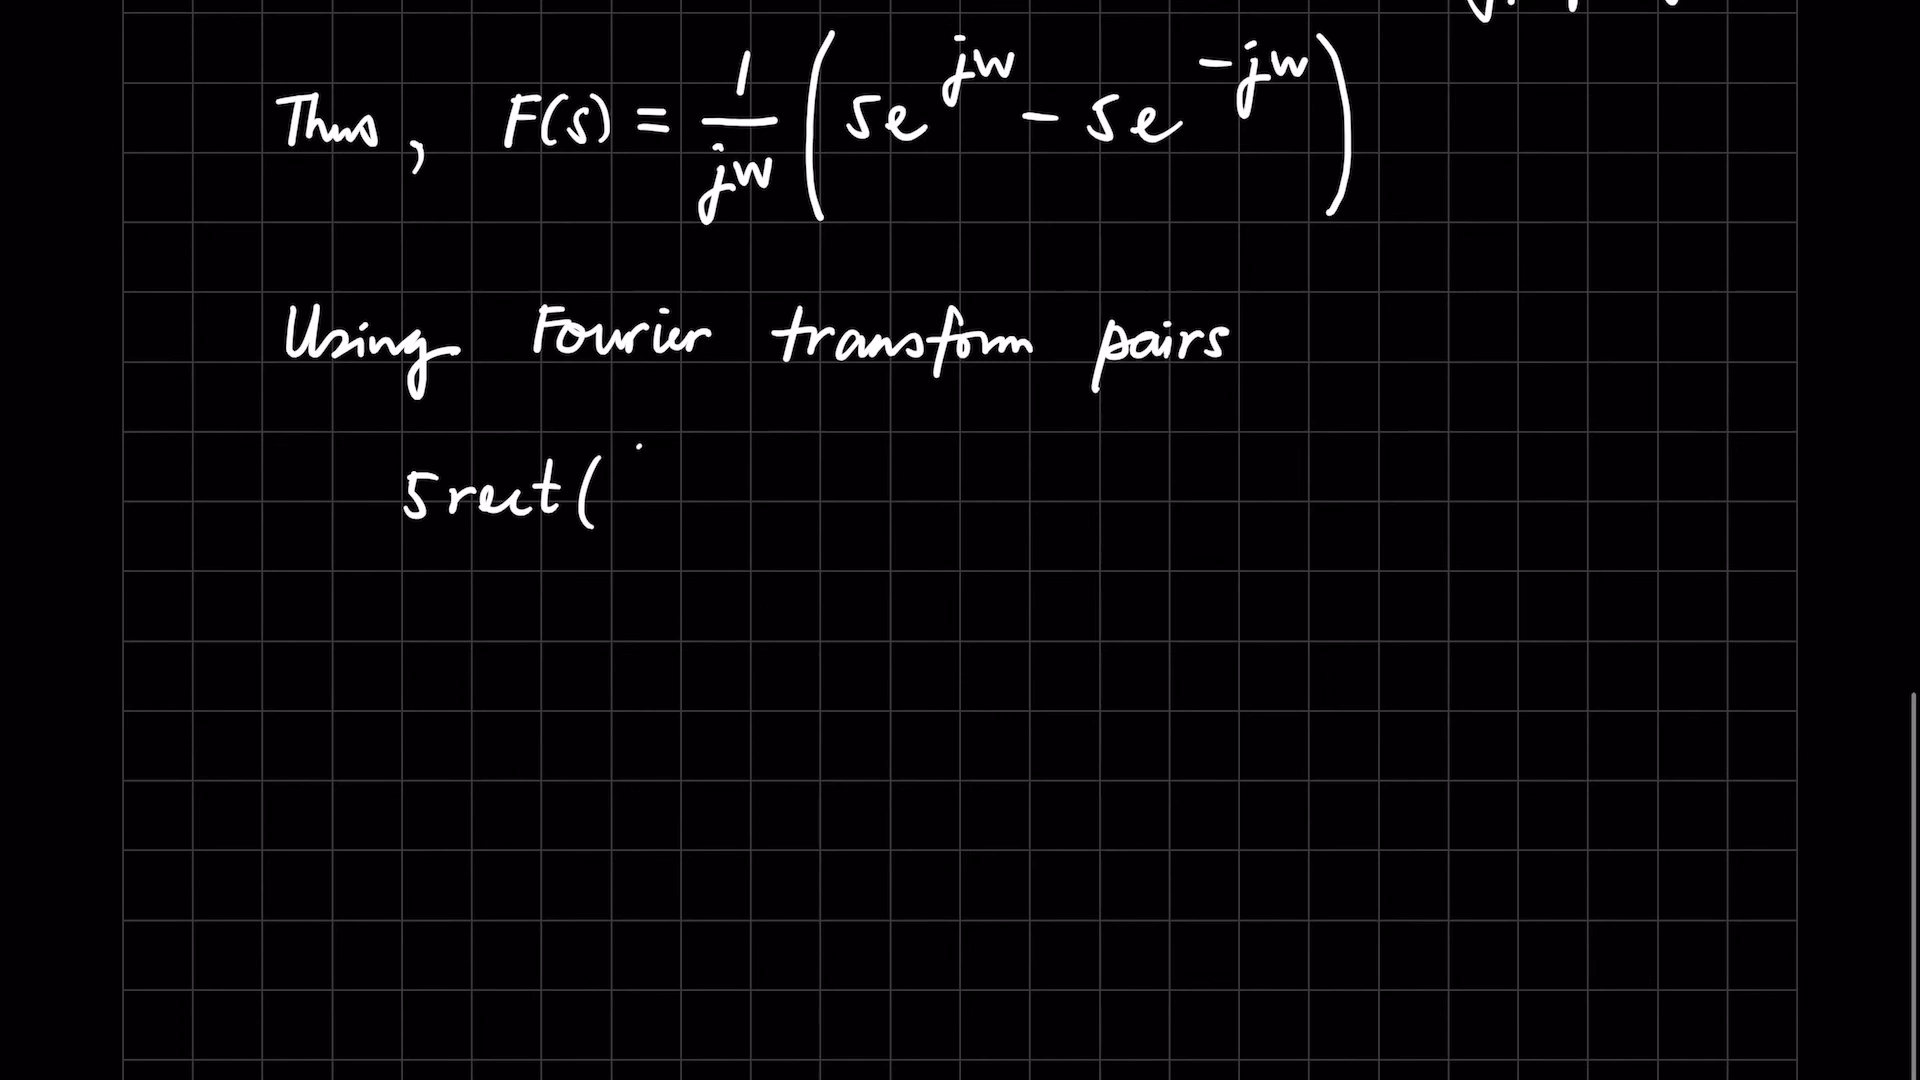 Thus, F(s) = 1/jw (5e^jw - 5e^-jw)
Using Fourier transform pairs
5rect(